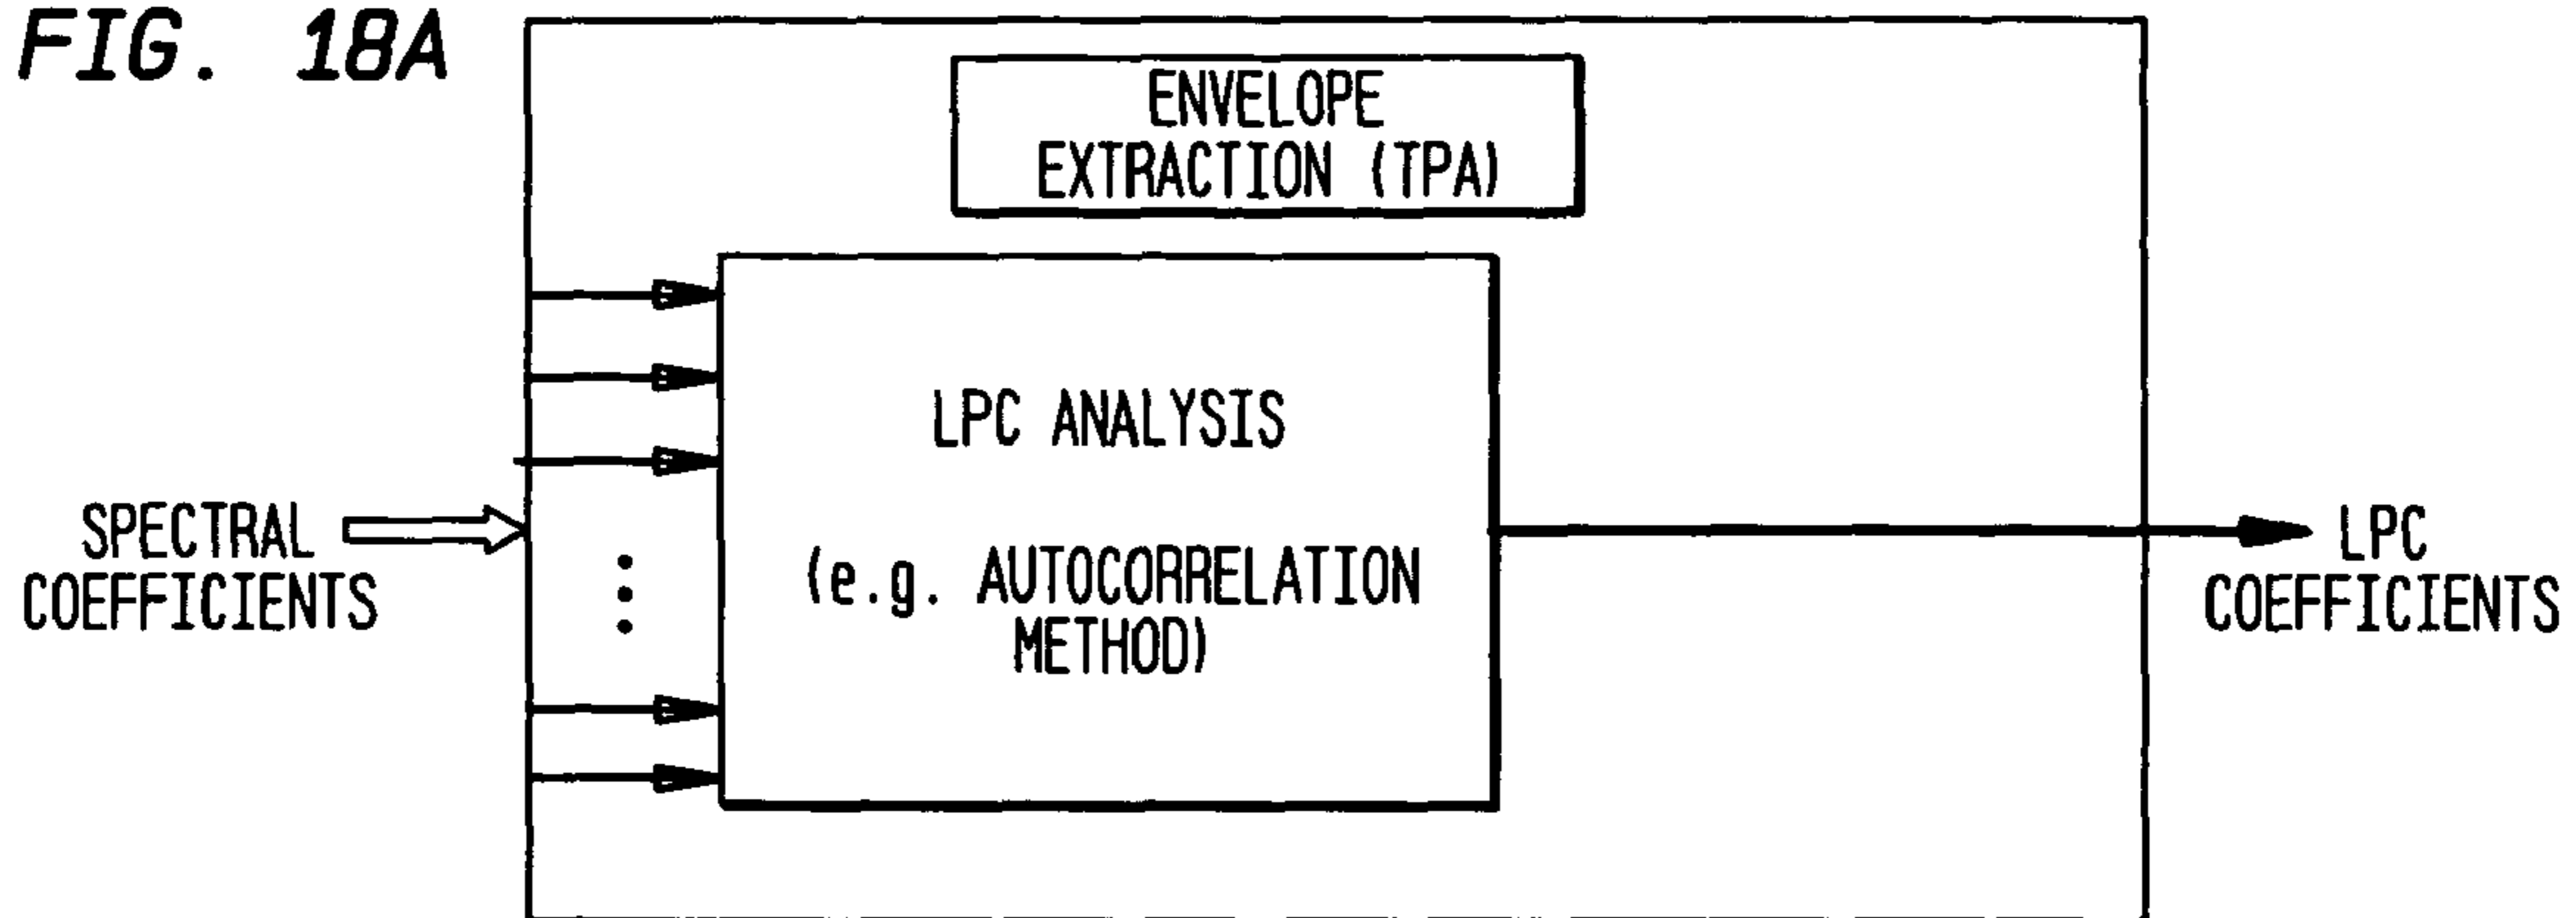 FIG. 18A
ENVELOPE
EXTRACTION (TPA)
LPC ANALYSIS
(e.g. AUTOCORRELATION
METHOD)
SPECTRAL
COEFFICIENTS
LPC
COEFFICIENTS